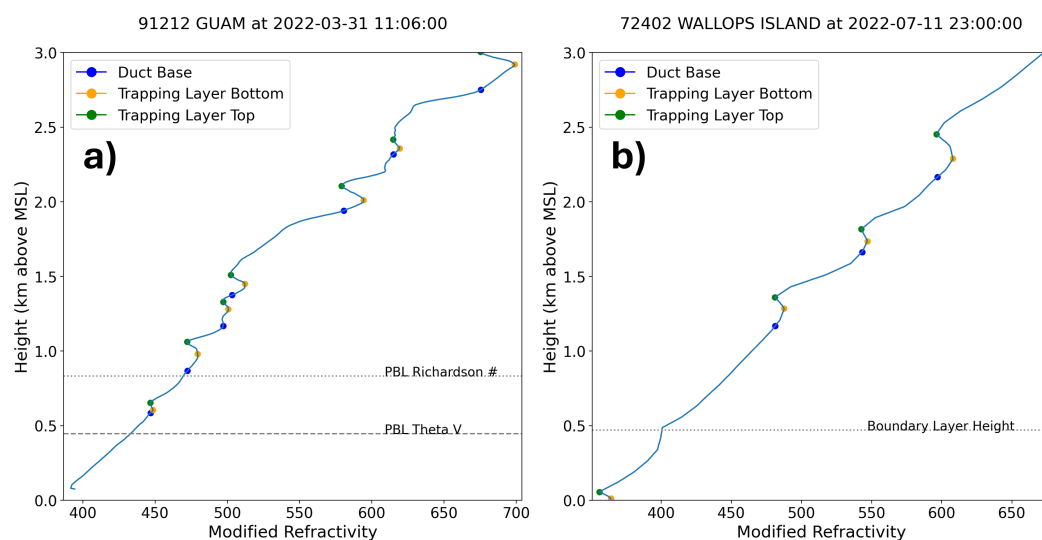 91212 GUAM at 2022-03-31 11:06:00
3.0
2.5
2.0
1.5
1.0
0.5
0.0
Height (km above MSL)
Duct Base
Trapping Layer Bottom
Trapping Layer Top
a)
PBL Richardson #
PBL Theta V
400 450 500 550 600 650 700
Modified Refractivity
72402 WALLOPS ISLAND at 2022-07-11 23:00:00
3.0
2.5
2.0
1.5
1.0
0.5
0.0
Height (km above MSL)
Duct Base
Trapping Layer Bottom
Trapping Layer Top
b)
Boundary Layer Height
400 450 500 550 600 650
Modified Refractivity